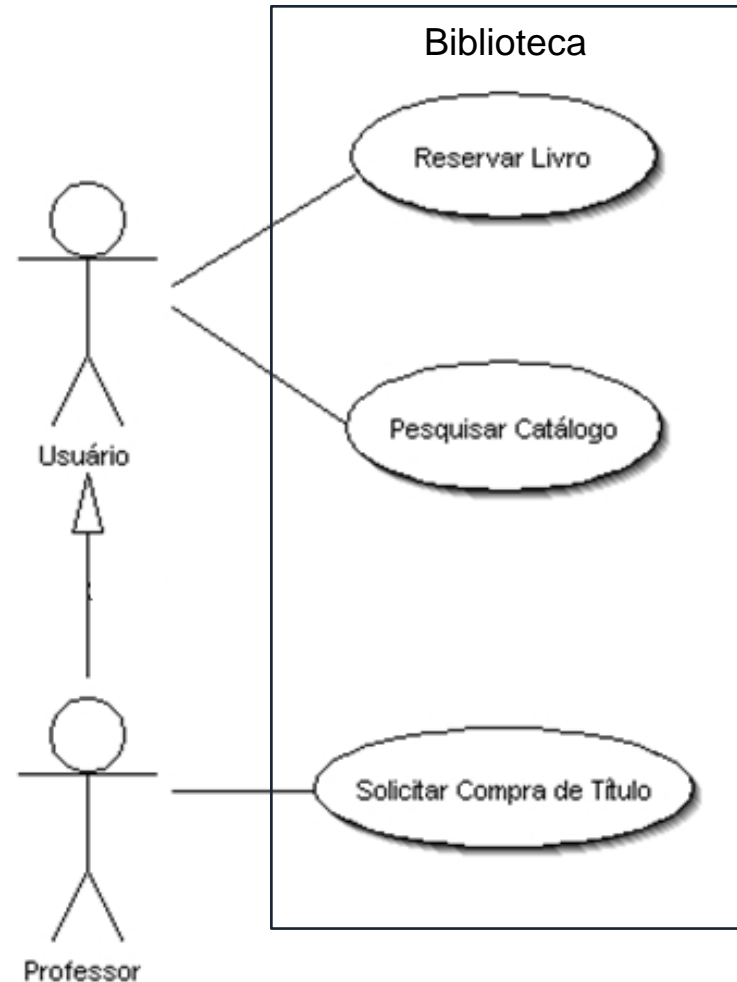 Biblioteca
Reservar Livro
Pesquisar Catálogo
Usuário
Solicitar Compra de Título
Professor